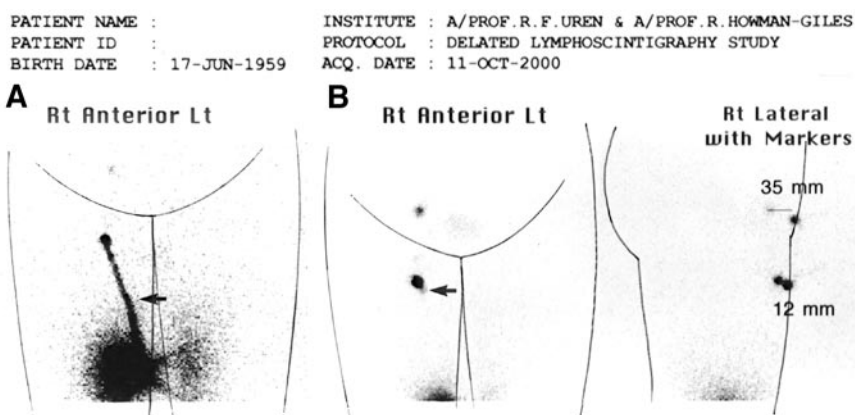 PATIENT NAME : INSTITUTE : A/PROF.R.F.UREN & A/PROF.R.HOWMAN-GILES
PATIENT ID : PROTOCOL : DELATED LYMPHOSCINTIGRAPHY STUDY
BIRTH DATE : 17-JUN-1959 ACQ. DATE : 11-OCT-2000
A
Rt Anterior Lt
B
Rt Anterior Lt
Rt Lateral
with Markers
35 mm
12 mm